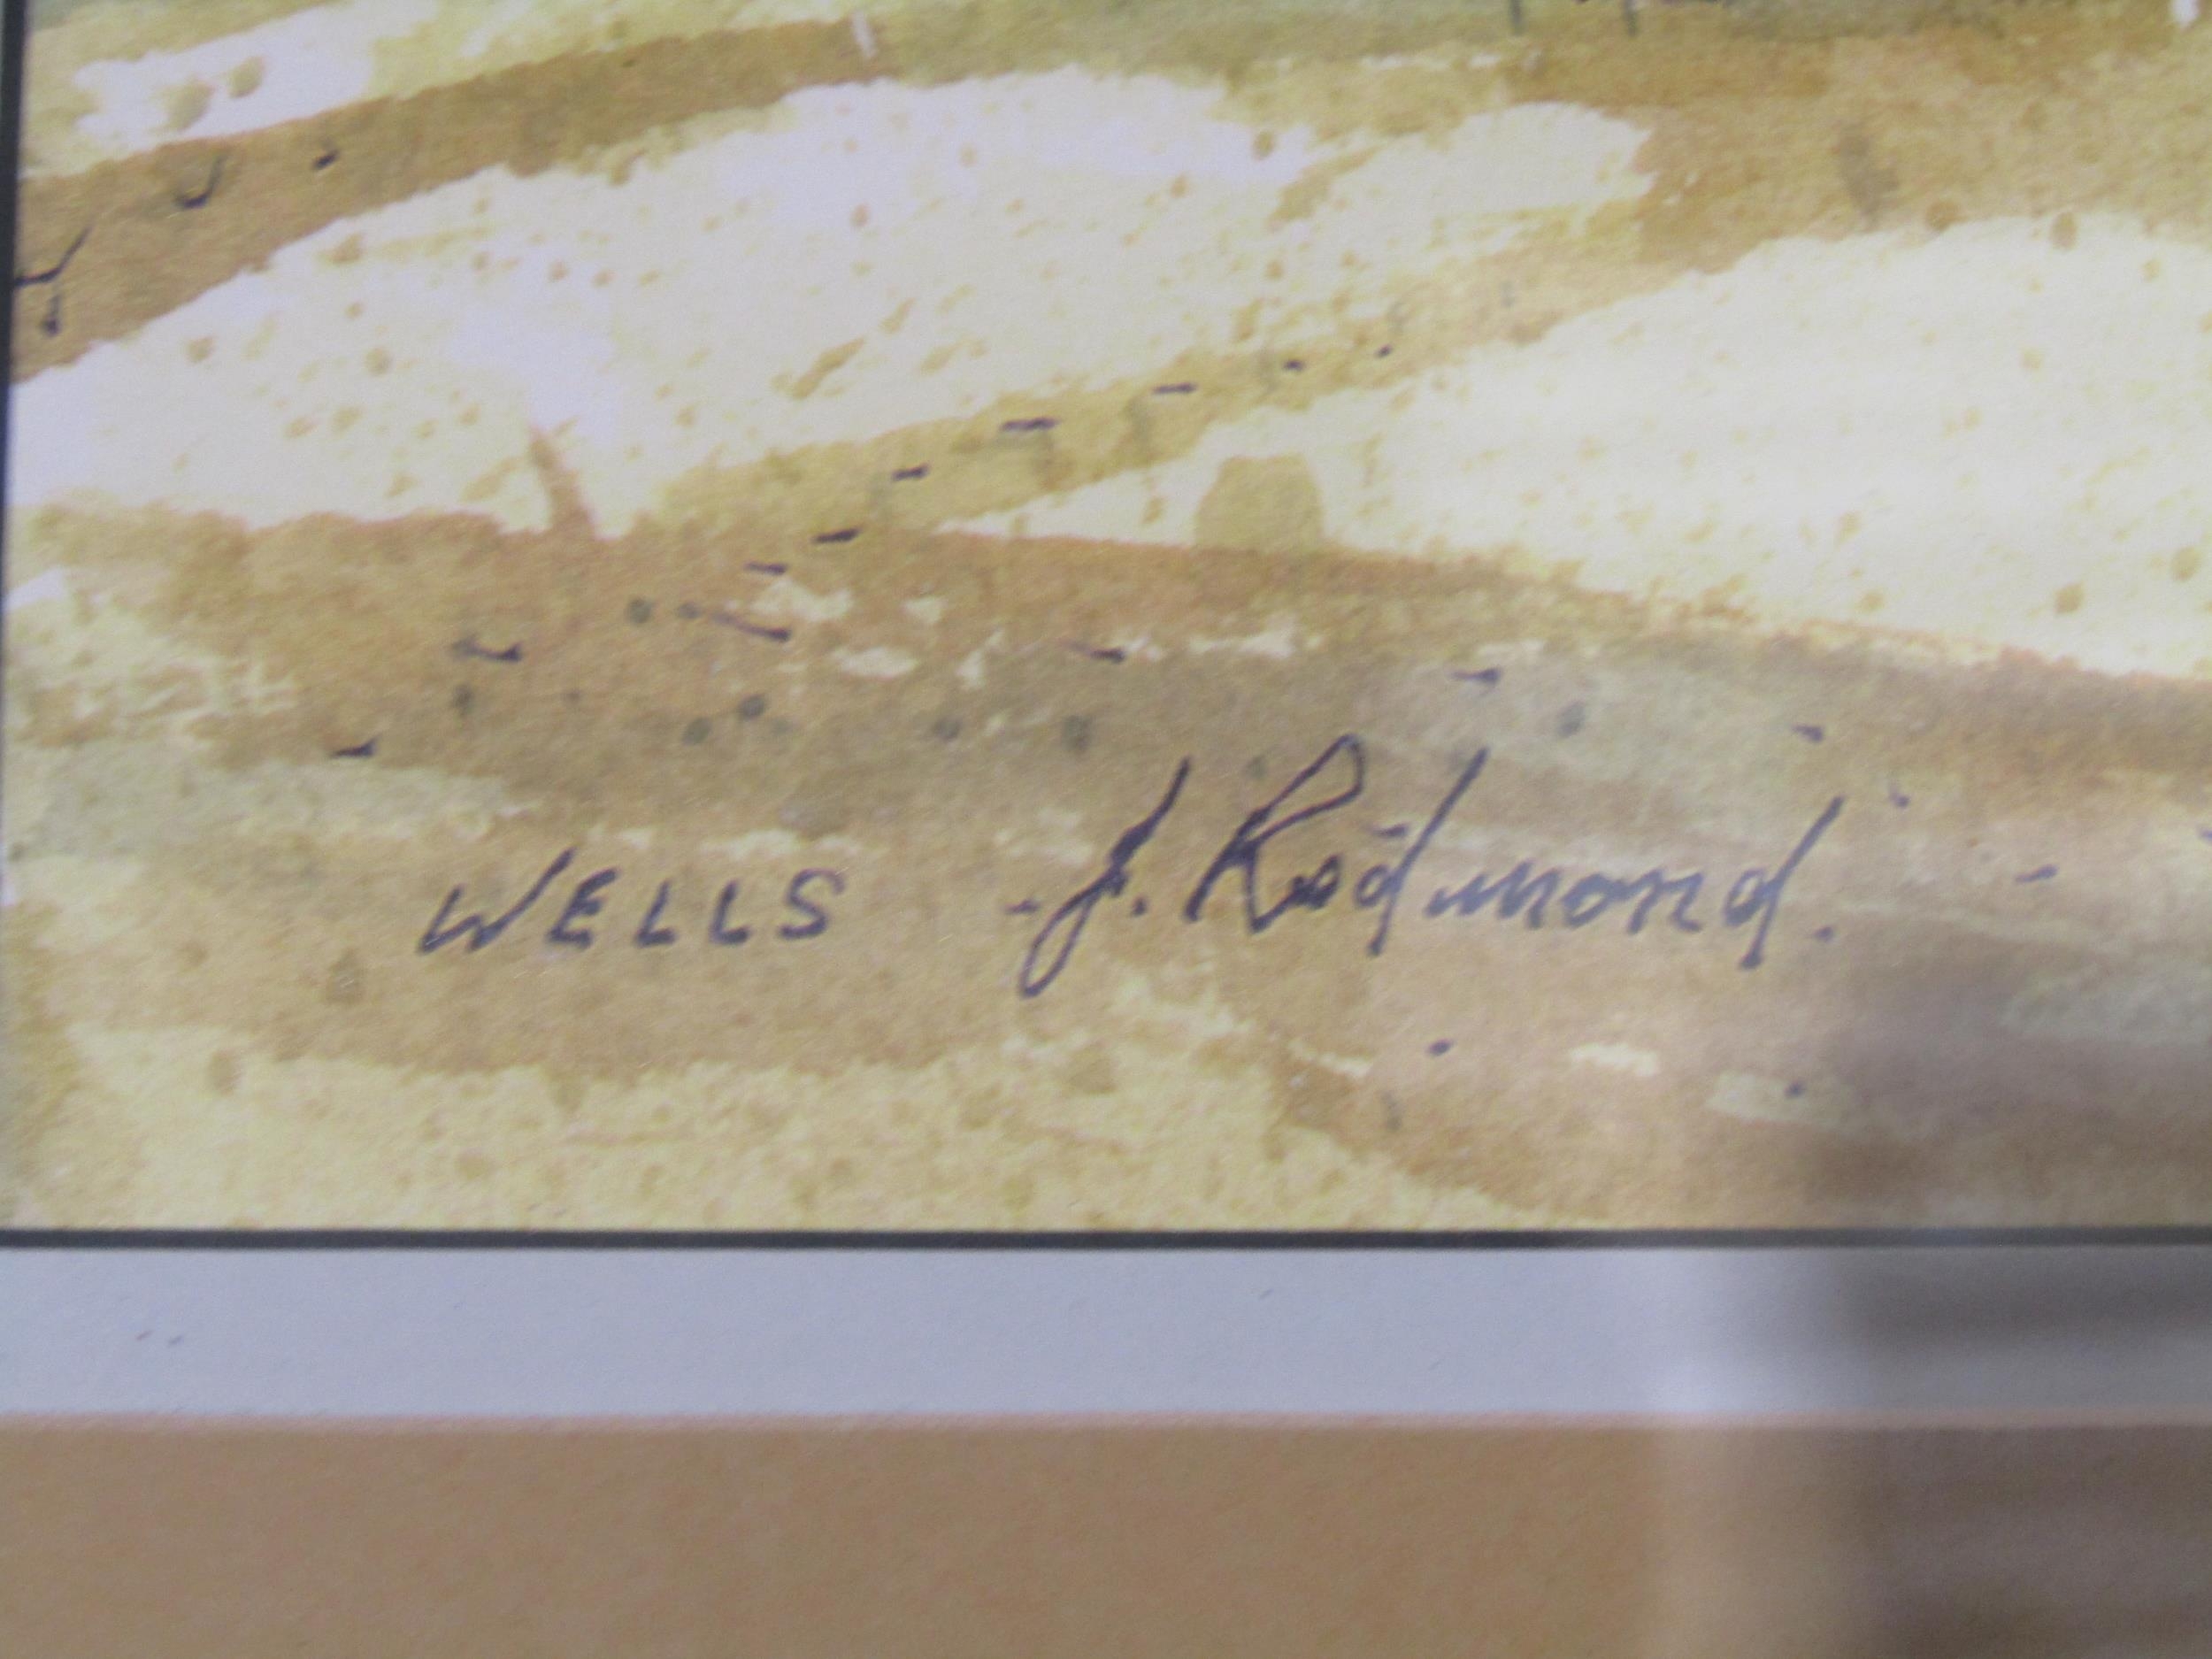 WELLS - J. Redmond.